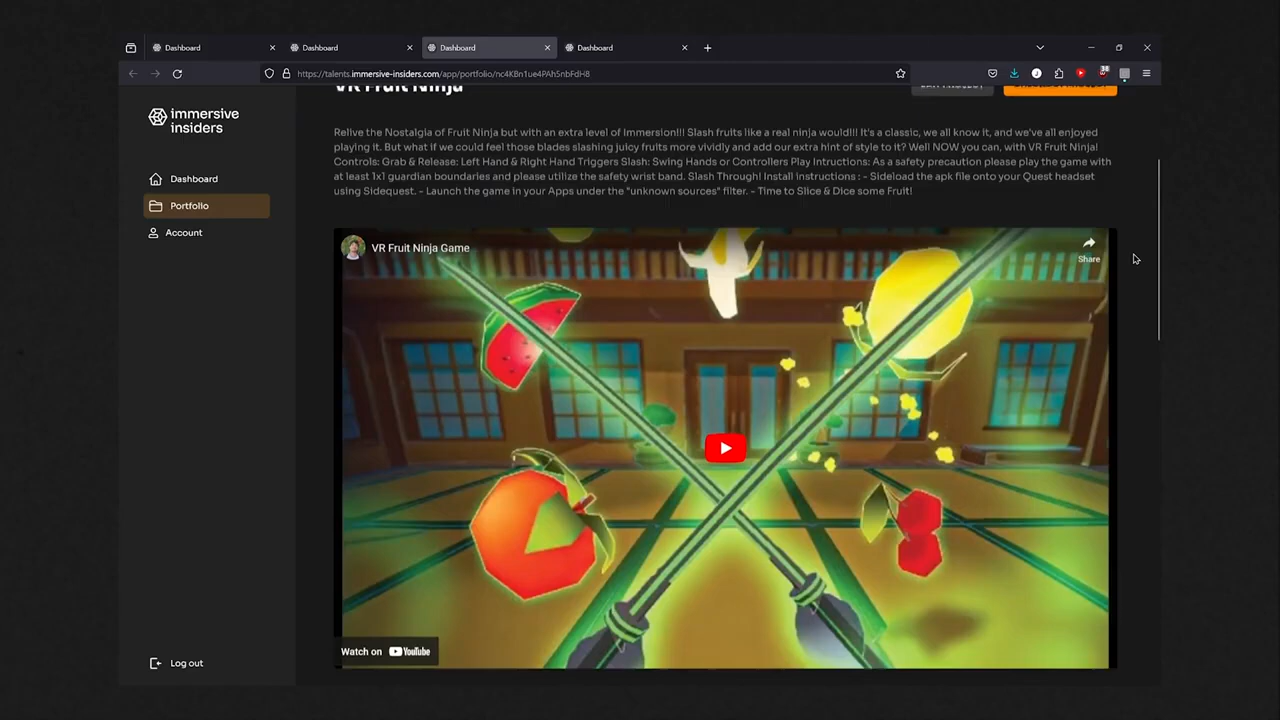 Dashboard
Dashboard
Dashboard
Dashboard
https://talents.immersive-insiders.com/app/portfolio/nc4KBn1ue4PAh5nbFdH8
38
immersive
insiders
VR Fruit Ninja
Dashboard
Portfolio
Account
Relive the Nostalgia of Fruit Ninja but with an extra level of Immersion!!! Slash fruits like a real ninja would!!! It's a classic, we all know it, and we've all enjoyed
playing it. But what if we could feel those blades slashing juicy fruits more vividly and add our extra hint of style to it? Well NOW you can, with VR Fruit Ninja!
Controls: Grab & Release: Left Hand & Right Hand Triggers Slash: Swing Hands or Controllers Play Intructions: As a safety precaution please play the game with
at least 1x1 guardian boundaries and please utilize the safety wrist band. Slash Through! Install instructions : - Sideload the apk file onto your Quest headset
using Sidequest. - Launch the game in your Apps under the "unknown sources" filter. - Time to Slice & Dice some Fruit!
VR Fruit Ninja Game
Share
Watch on YouTube
Log out